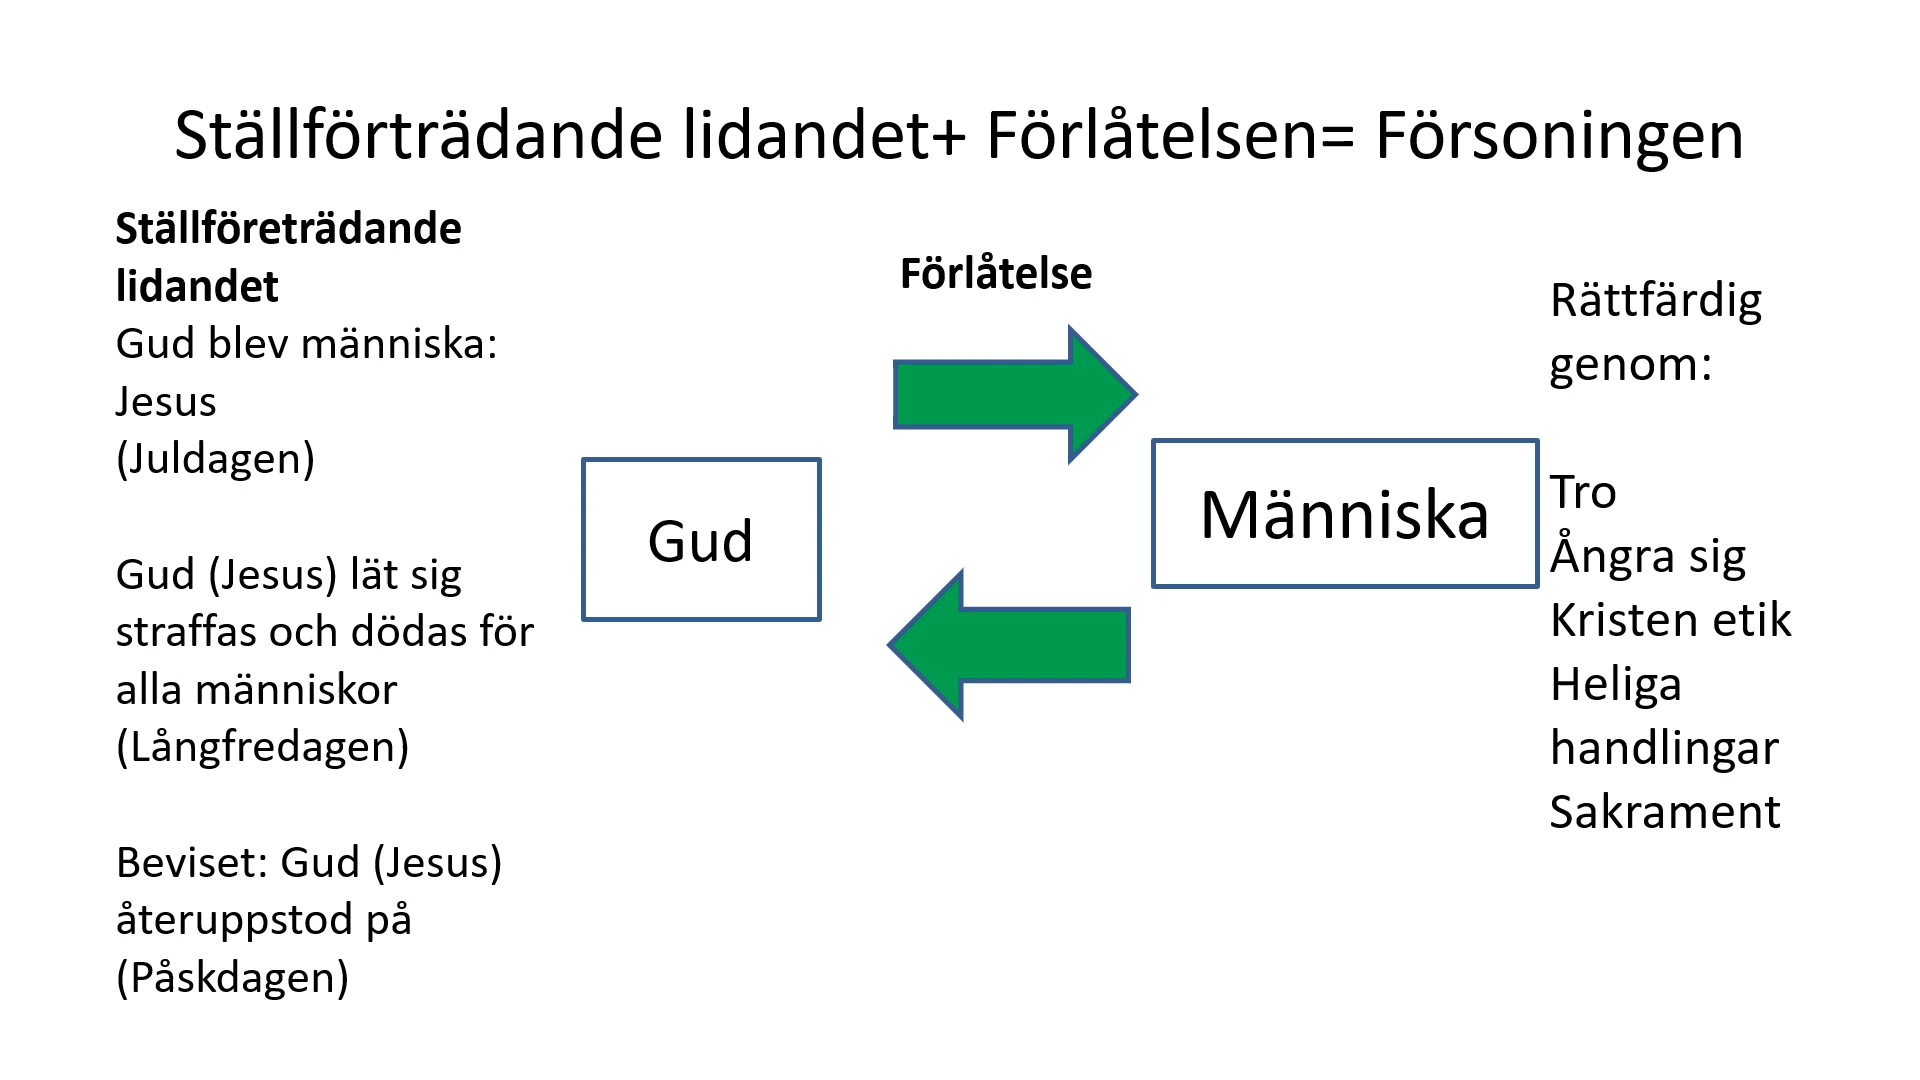 Ställförträdande lidandet+ Förlåtelsen= Försoningen
Ställföreträdande
lidandet
Gud blev människa:
Jesus
(Juldagen)
Gud (Jesus) lät sig
straffas och dödas för
alla människor
(Långfredagen)
Beviset: Gud (Jesus)
återuppstod på
(Påskdagen)
Gud
Förlåtelse
Människa
Rättfärdig
genom:
Tro
Ångra sig
Kristen etik
Heliga
handlingar
Sakrament